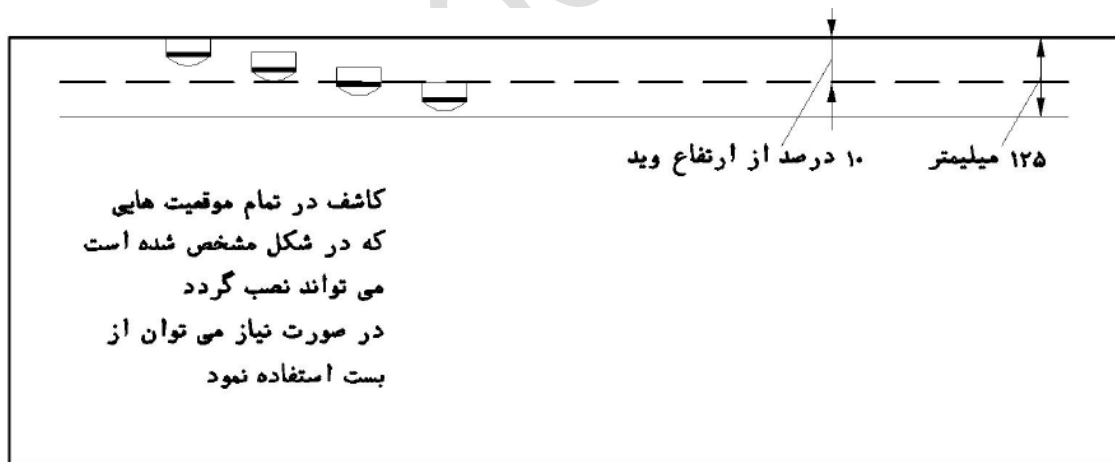 ۱۲۵ میلیمتر
۱۰ درصد از ارتفاع وید
کاشف در تمام موقعیت هایی
که در شکل مشخص شده است
می تواند نصب گردد
در صورت نیاز می توان از
بست استفاده نمود